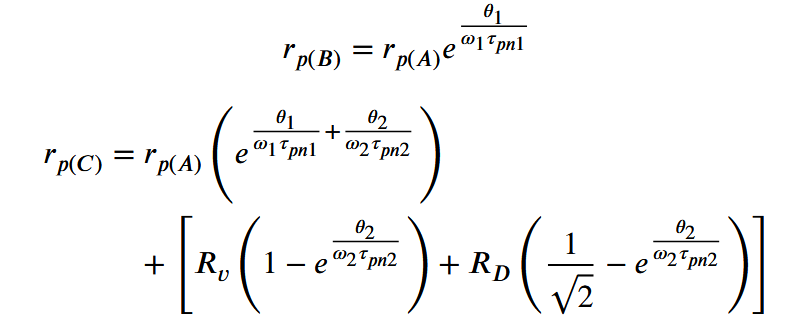 r_{p(B)} = r_{p(A)} e^{\frac{\theta_1}{\omega_1 \tau_{pn1}}}
r_{p(C)} = r_{p(A)} \left( e^{\frac{\theta_1}{\omega_1 \tau_{pn1}} + \frac{\theta_2}{\omega_2 \tau_{pn2}}} \right)
+ \left[ R_v \left( 1 - e^{\frac{\theta_2}{\omega_2 \tau_{pn2}}} \right) + R_D \left( \frac{1}{\sqrt{2}} - e^{\frac{\theta_2}{\omega_2 \tau_{pn2}}} \right) \right]